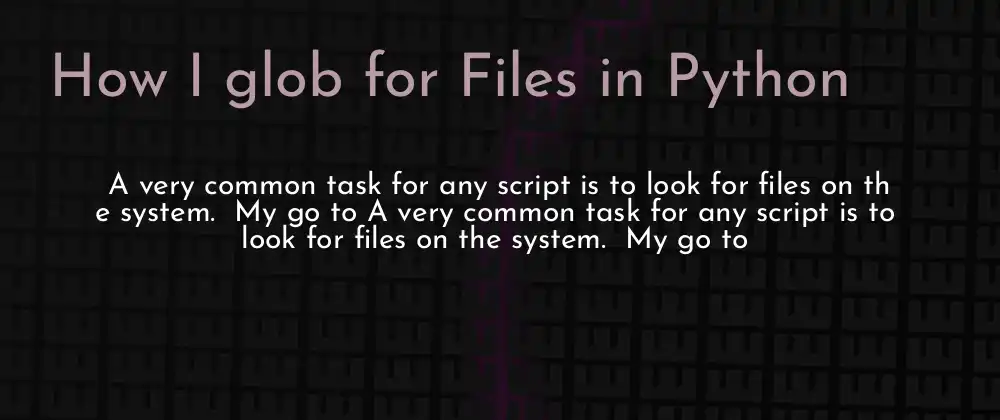 How I glob for Files in Python
A very common task for any script is to look for files on th
e system.  My go to A very common task for any script is to
look for files on the system.  My go to